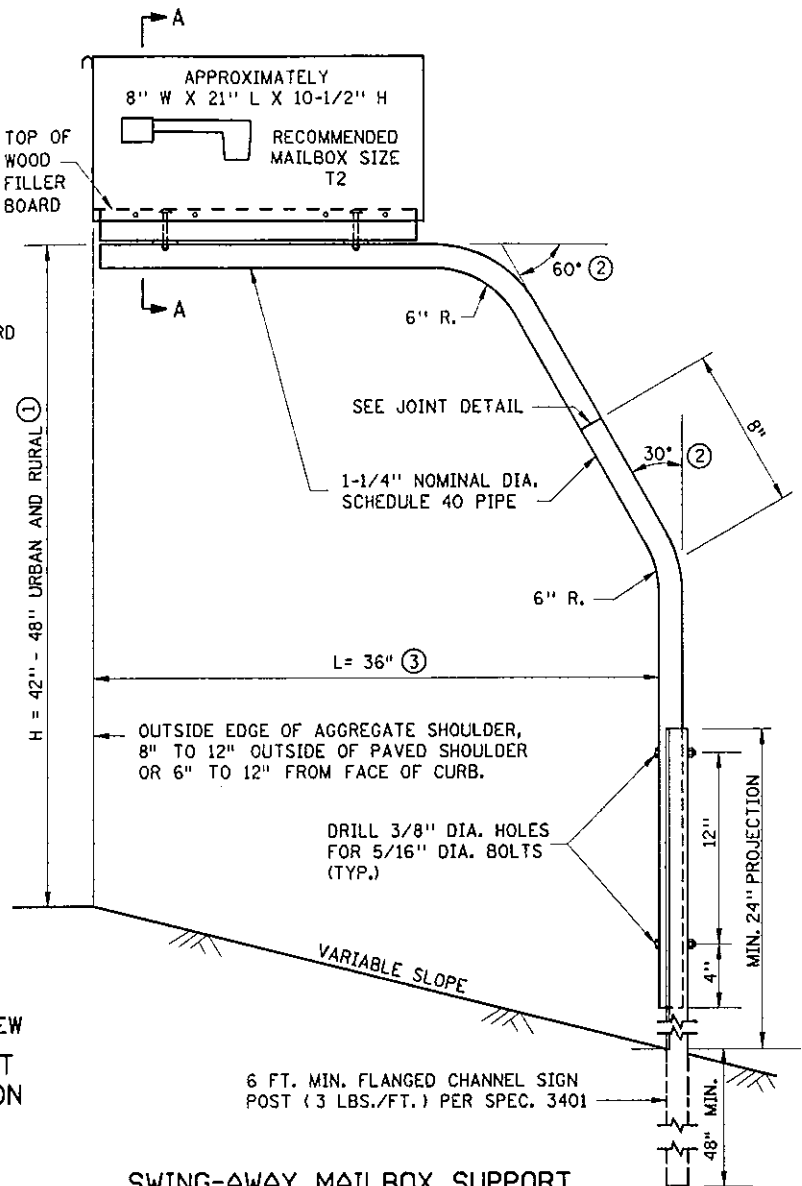 A
APPROXIMATELY
8" W X 21" L X 10-1/2" H
RECOMMENDED
MAILBOX SIZE
T2
TOP OF
WOOD
FILLER
BOARD
A
60° ②
6" R.
RD
SEE JOINT DETAIL
8"
30° ②
1-1/4" NOMINAL DIA.
SCHEDULE 40 PIPE
H = 42" - 48" URBAN AND RURAL ①
6" R.
L= 36" ③
OUTSIDE EDGE OF AGGREGATE SHOULDER,
8" TO 12" OUTSIDE OF PAVED SHOULDER
OR 6" TO 12" FROM FACE OF CURB.
DRILL 3/8" DIA. HOLES
FOR 5/16" DIA. BOLTS
(TYP.)
12"
MIN. 24" PROJECTION
4"
VARIABLE SLOPE
EW
T
ON
6 FT. MIN. FLANGED CHANNEL SIGN
POST (3 LBS./FT.) PER SPEC. 3401
48" MIN.
SWING-AWAY MAILBOX SUPPORT